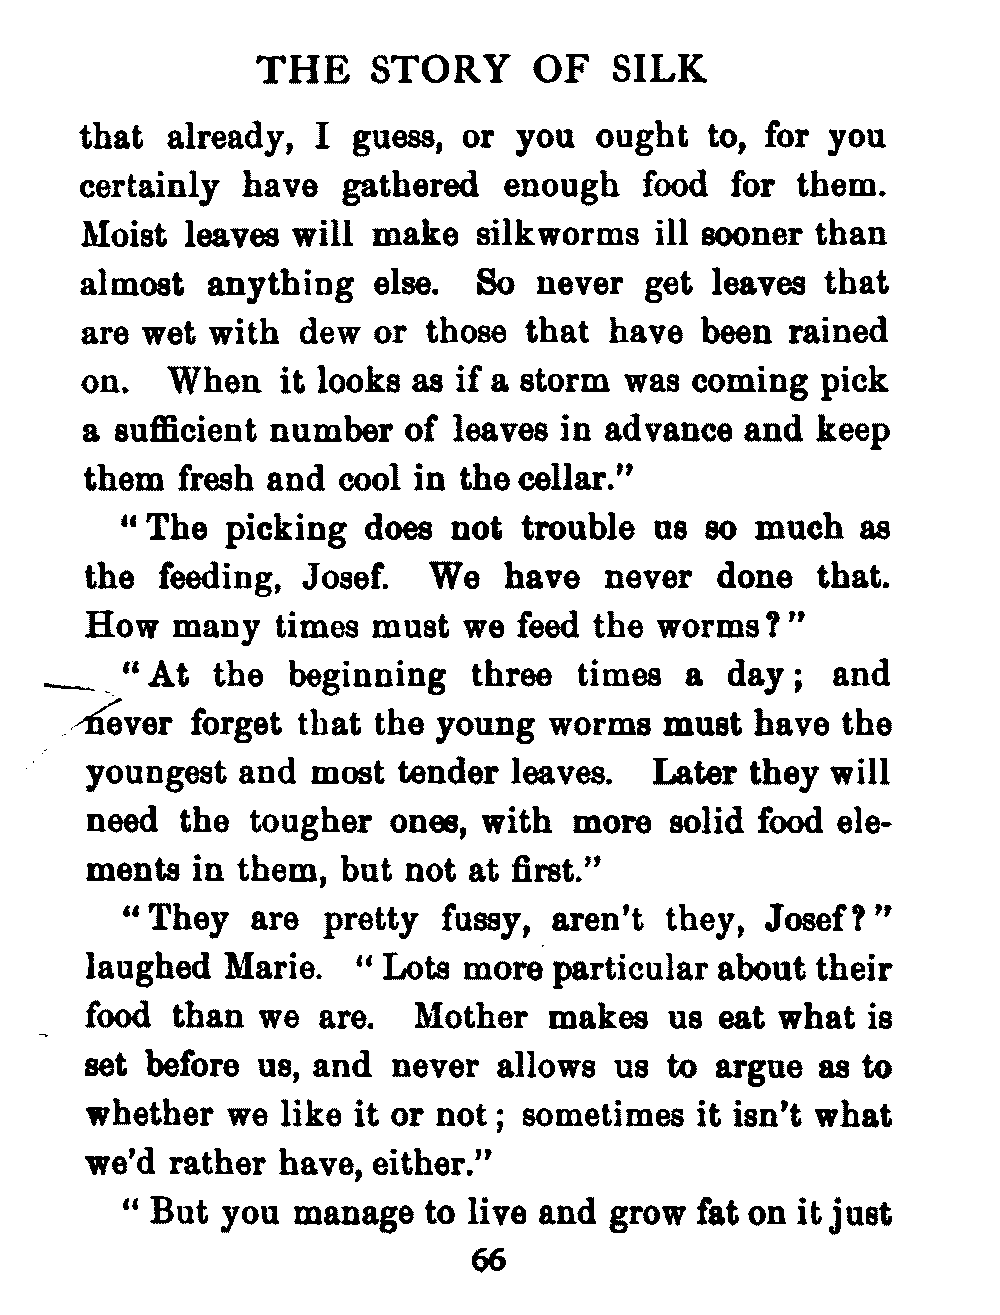 THE STORY OF SILK
that already, I guess, or you ought to, for you
certainly have gathered enough food for them.
Moist leaves will make silkworms ill sooner than
almost anything else. So never get leaves that
are wet with dew or those that have been rained
on. When it looks as if a storm was coming pick
a sufficient number of leaves in advance and keep
them fresh and cool in the cellar.”
“The picking does not trouble us so much as
the feeding, Josef. We have never done that.
How many times must we feed the worms?”
“At the beginning three times a day; and
never forget that the young worms must have the
youngest and most tender leaves. Later they will
need the tougher ones, with more solid food ele-
ments in them, but not at first.”
“They are pretty fussy, aren't they, Josef?”
laughed Marie. “Lots more particular about their
food than we are. Mother makes us eat what is
set before us, and never allows us to argue as to
whether we like it or not; sometimes it isn't what
we'd rather have, either.”
“But you manage to live and grow fat on it just
66